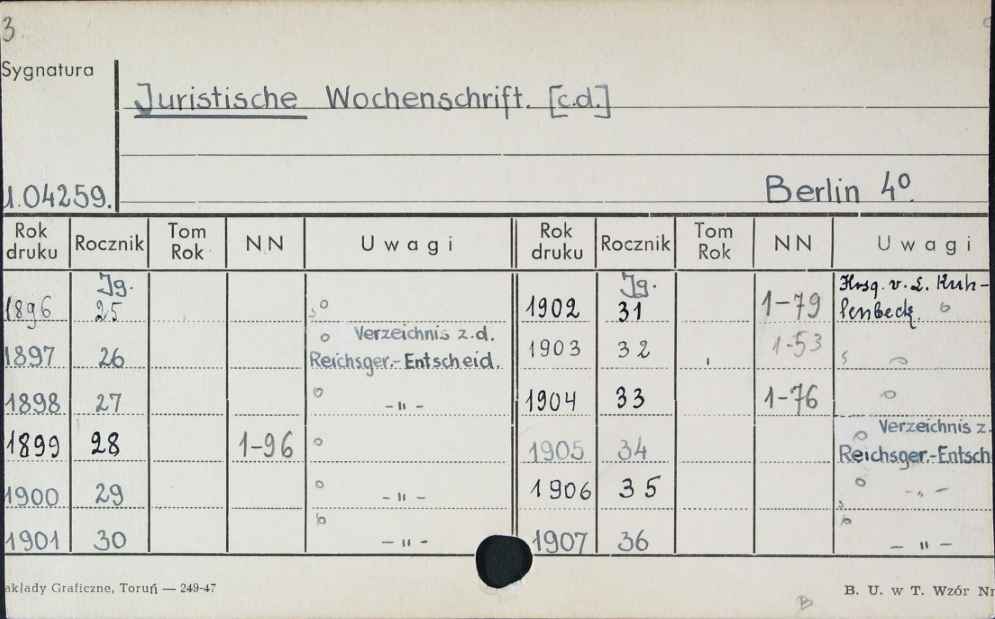 3
Sygnatura
Juristische Wochenschrift. [c.d.]
U.04259.
Berlin 4º.
Rok druku Rocznik Tom Rok NN Uwagi Rok druku Rocznik Tom Rok NN Uwagi
Jg. Jg. Hrsg. v. L. Kuh-
1896 25 1902 31 1-79 lenbeck.
Verzeichnis z.d.
1897 26 Reichsger.-Entscheid. 1903 32 1-53
1898 27 -"- 1904 33 1-76
Verzeichnis z.
1899 28 1-96 1905 34 Reichsger.-Entsch
1900 29 -"- 1906 35 -"-
1901 30 -"- 1907 36 -"-
akłady Graficzne, Toruń — 249-47
B. U. w T. Wzór Nr
B